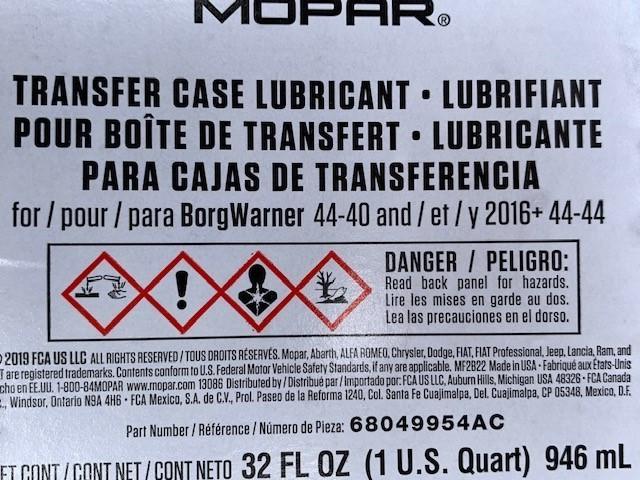 MOPAR®
TRANSFER CASE LUBRICANT • LUBRIFIANT
POUR BOÎTE DE TRANSFERT • LUBRICANTE
PARA CAJAS DE TRANSFERENCIA
for / pour / para BorgWarner 44-40 and / et / y 2016+ 44-44
DANGER / PELIGRO:
Read back panel for hazards.
Lire les mises en garde au dos.
Lea las precauciones en el dorso.
2019 FCA US LLC ALL RIGHTS RESERVED / TOUS DROITS RÉSERVÉS. Mopar, Abarth, ALFA ROMEO, Chrysler, Dodge, FIAT, FIAT Professional, Jeep, Lancia, Ram, and
T are registered trademarks. Contents conform to U.S. Federal Motor Vehicle Safety Standards, if any are applicable. MF2B22 Made in USA • Fabriqué aux États-Unis
cho en EE.UU. 1-800-84MOPAR www.mopar.com 13086 Distributed by / Distribué par / Importado por: FCA US LLC, Auburn Hills, Michigan USA 48326 • FCA Canada
., Windsor, Ontario N9A 4H6 • FCA Mexico, S.A. de C.V., Prol. Paseo de la Reforma 1240, Col. Santa Fe Cuajimalpa, Del. Cuajimalpa, CP 05348, Mexico, D.F.
Part Number / Référence / Número de Pieza: 68049954AC
ET CONT / CONT NET / CONT NETO 32 FL OZ (1 U.S. Quart) 946 mL